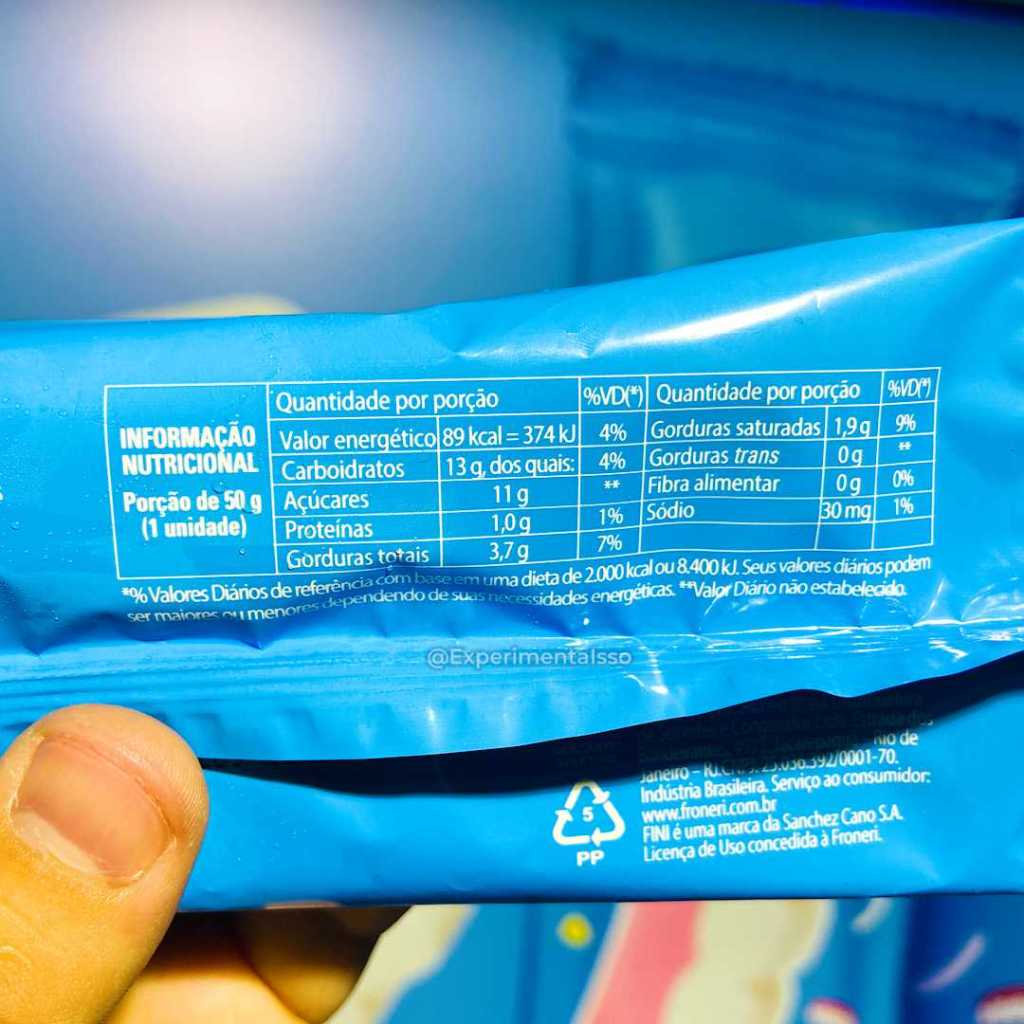 INFORMAÇÃO
NUTRICIONAL
Porção de 50 g
(1 unidade)
Quantidade por porção %VD(*) Quantidade por porção %VD(*)
Valor energético 89 kcal = 374 kJ 4% Gorduras saturadas 1,9 g 9%
Carboidratos 13 g, dos quais: 4% Gorduras trans 0 g **
Açúcares 11 g ** Fibra alimentar 0 g 0%
Proteínas 1,0 g 1% Sódio 30 mg 1%
Gorduras totais 3,7 g 7%
*% Valores Diários de referência com base em uma dieta de 2.000 kcal ou 8.400 kJ. Seus valores diários podem
ser maiores ou menores dependendo de suas necessidades energéticas. **Valor Diário não estabelecido.
@ExperimentaIsso
Rio de
Janeiro – RJ.
Indústria Brasileira. Serviço ao consumidor:
www.froneri.com.br
FINI é uma marca da Sanchez Cano S.A.
Licença de Uso concedida à Froneri.
5
PP